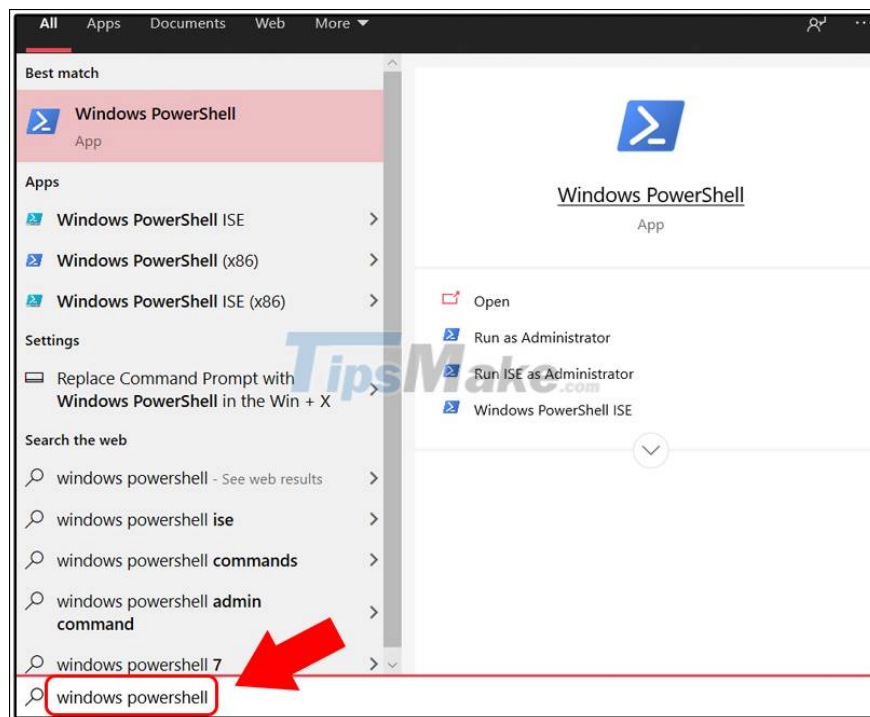 All Apps Documents Web More
Best match
Windows PowerShell
App
Apps
Windows PowerShell ISE
Windows PowerShell (x86)
Windows PowerShell ISE (x86)
Settings
Replace Command Prompt with
Windows PowerShell in the Win + X
Search the web
windows powershell - See web results
windows powershell ise
windows powershell commands
windows powershell admin
command
windows powershell 7
windows powershell
Windows PowerShell
App
Open
Run as Administrator
Run ISE as Administrator
Windows PowerShell ISE
TipsMake.com